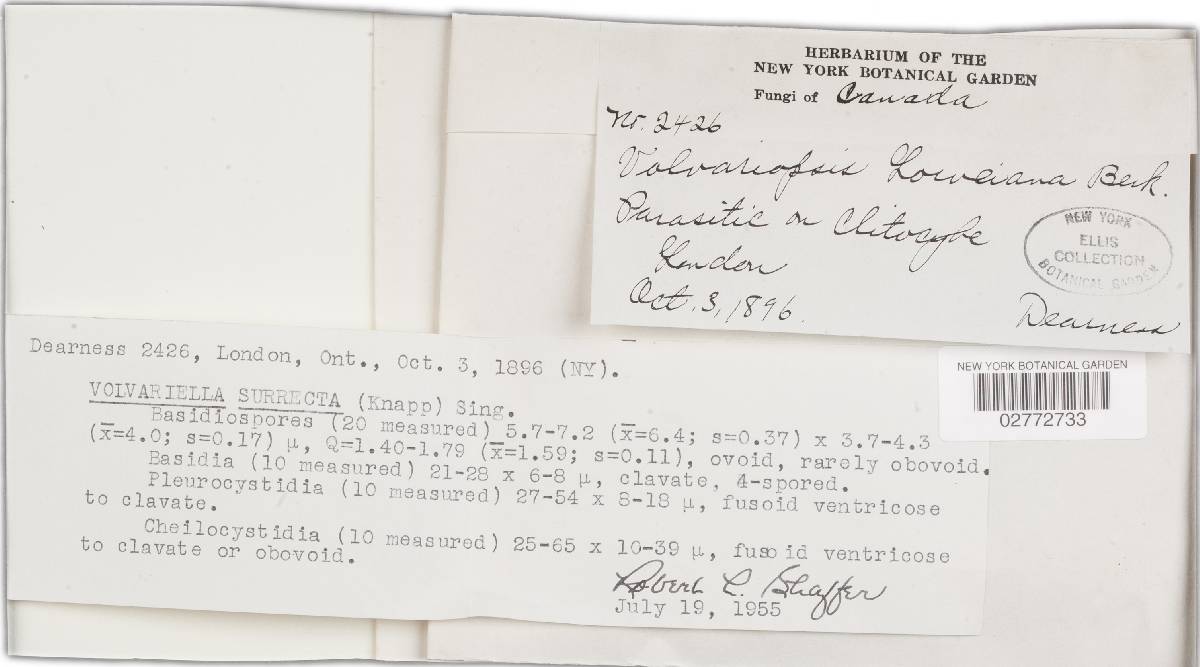 HERBARIUM OF THE
NEW YORK BOTANICAL GARDEN
Fungi of Canada
No. 2426
Volvariopsis Loweiana Berk.
Parasitic on Clitocybe
London
Oct. 3, 1896.
Dearness
NEW YORK
ELLIS
COLLECTION
BOTANICAL GARDEN
NEW YORK BOTANICAL GARDEN
02772733
Dearness 2426, London, Ont., Oct. 3, 1896 (NY).
VOLVARIELLA SURRECTA (Knapp) Sing.
Basidiospores (20 measured) 5.7-7.2 (x̅=6.4; s=0.37) x 3.7-4.3
(x̅=4.0; s=0.17) µ, Q=1.40-1.79 (x̅=1.59; s=0.11), ovoid, rarely obovoid.
Basidia (10 measured) 21-28 x 6-8 µ, clavate, 4-spored.
Pleurocystidia (10 measured) 27-54 x 8-18 µ, fusoid ventricose
to clavate.
Cheilocystidia (10 measured) 25-65 x 10-39 µ, fusoid ventricose
to clavate or obovoid.
Robert L. Shaffer
July 19, 1955